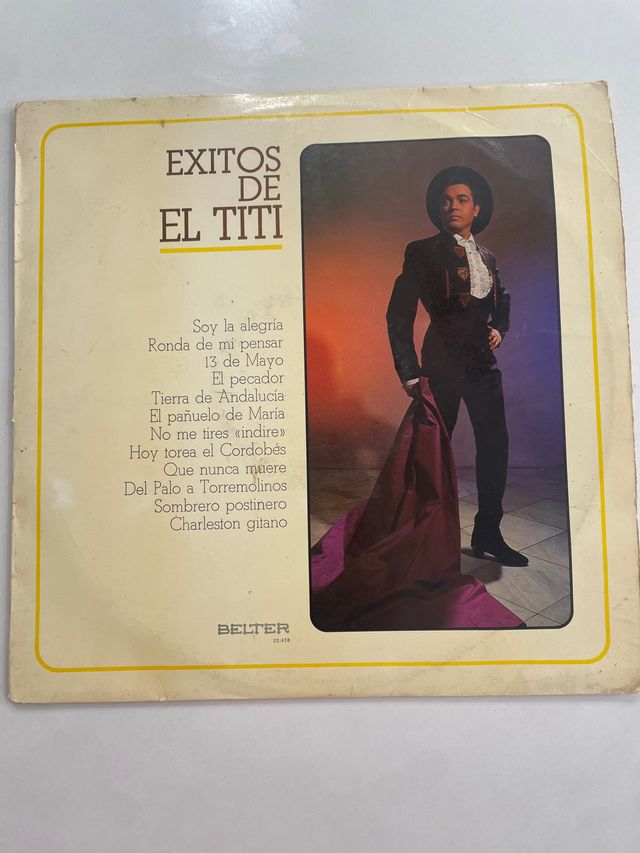 EXITOS
DE
EL TITI
Soy la alegría
Ronda de mi pensar
13 de Mayo
El pecador
Tierra de Andalucía
El pañuelo de María
No me tires «indire»
Hoy torea el Cordobés
Que nunca muere
Del Palo a Torremolinos
Sombrero postinero
Charleston gitano
BELTER
22.476